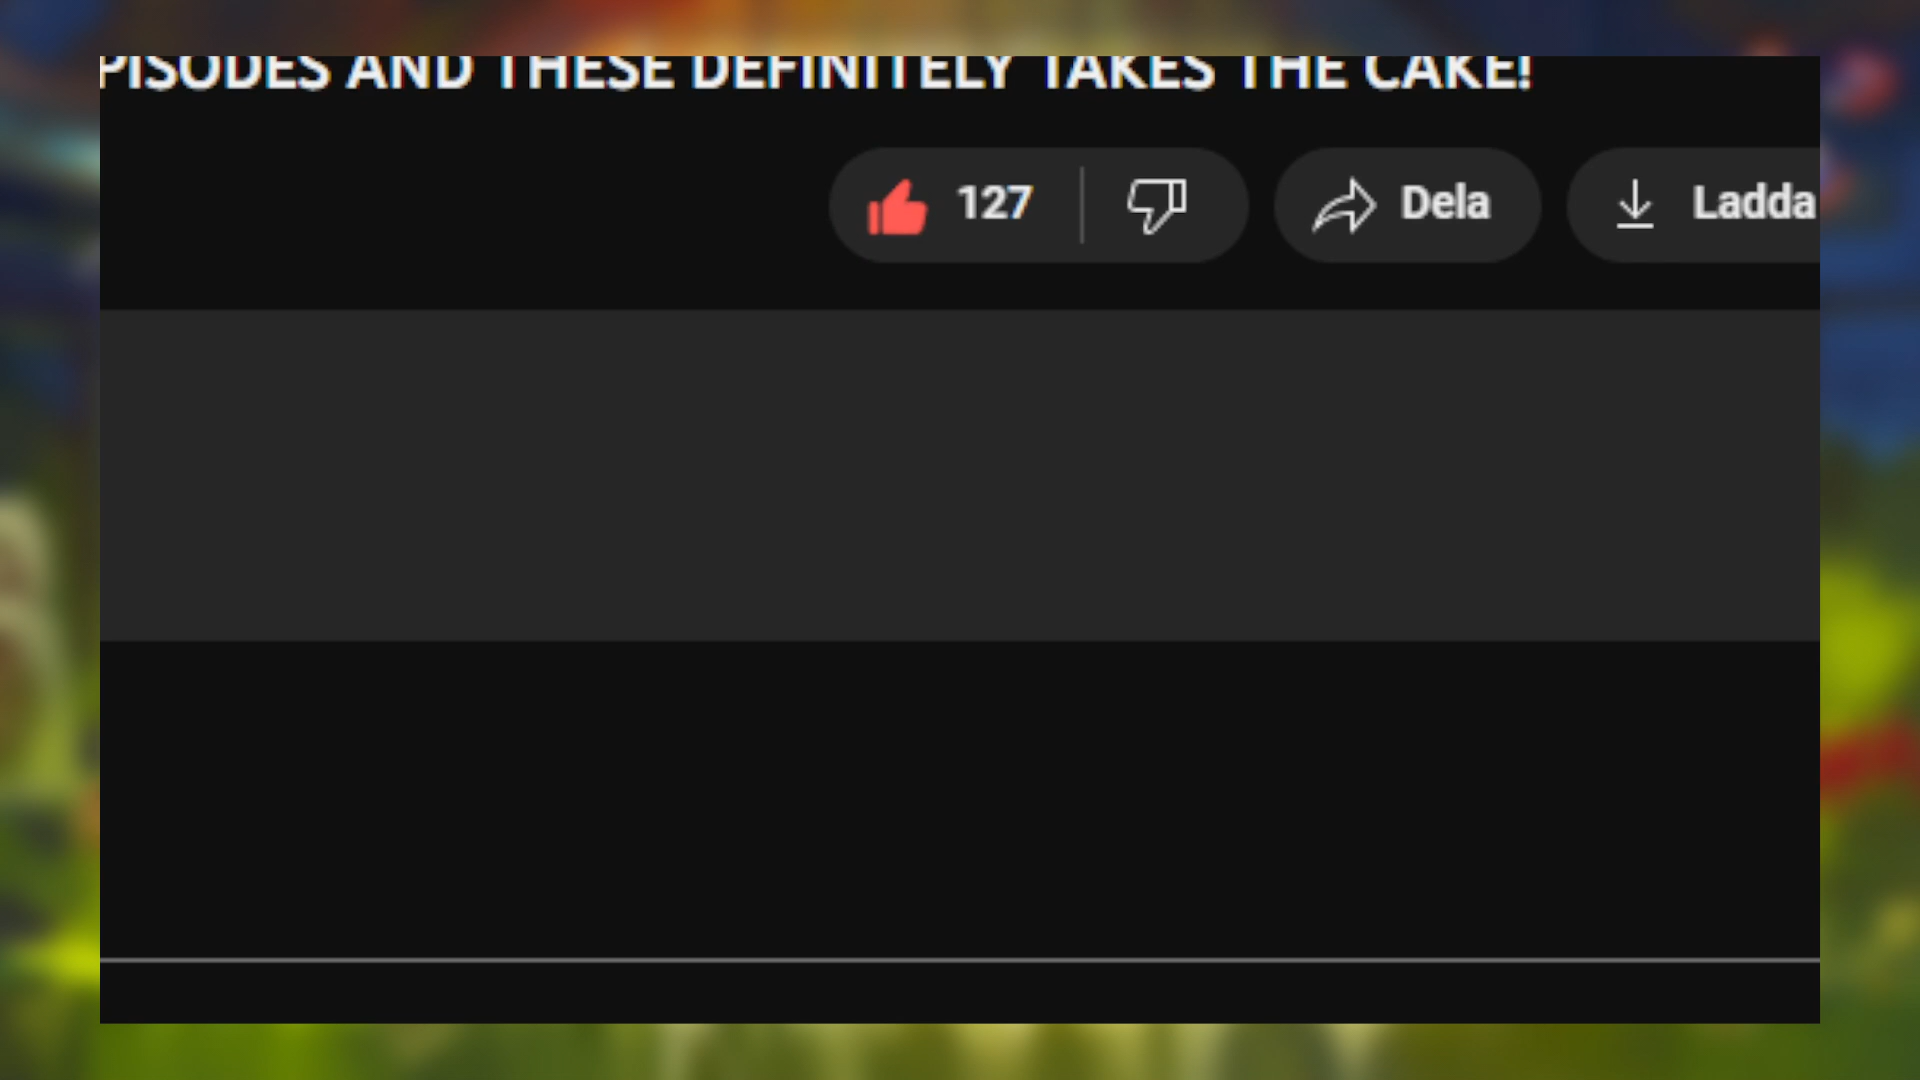 PISODES AND THESE DEFINITELY TAKES THE CAKE!
127 Dela Ladda